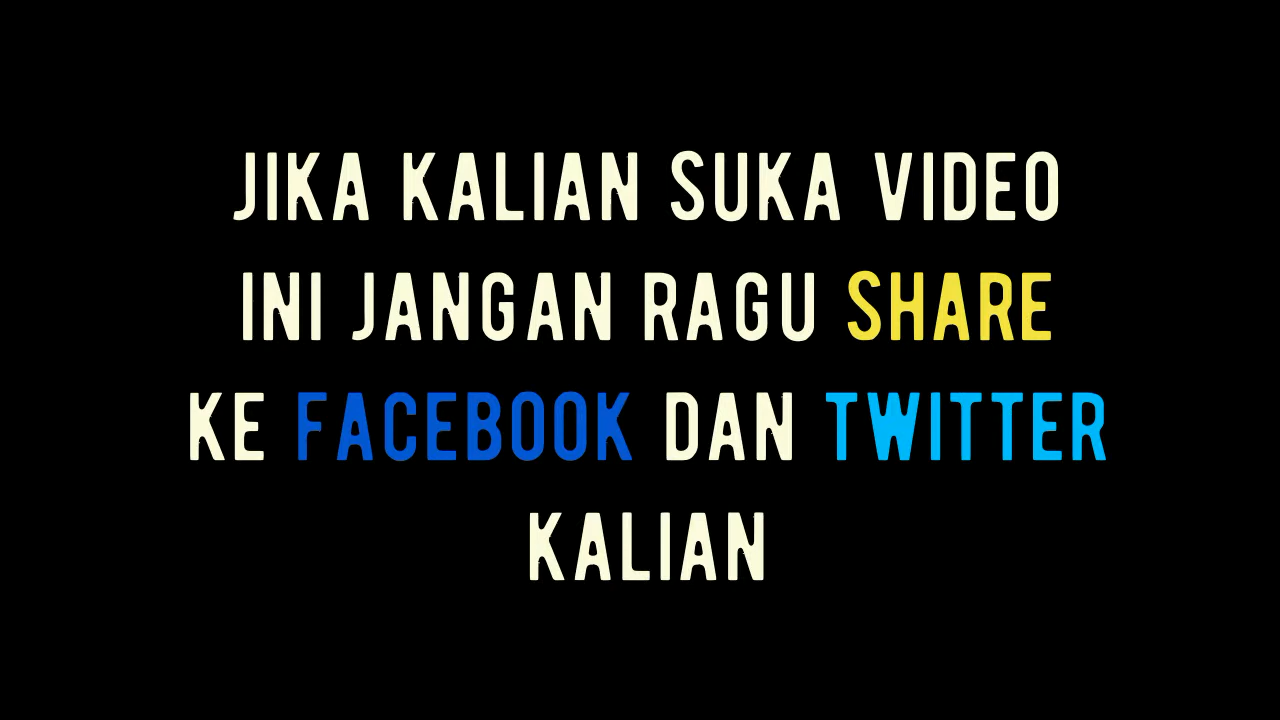 JIKA KALIAN SUKA VIDEO
INI JANGAN RAGU SHARE
KE FACEBOOK DAN TWITTER
KALIAN